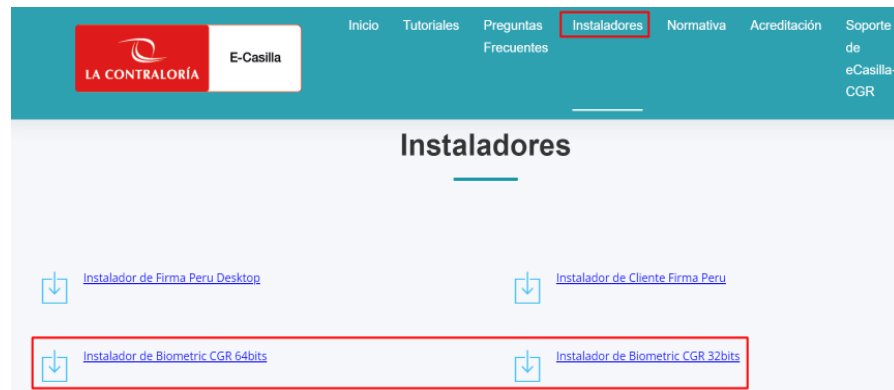 Inicio
Tutoriales
Preguntas
Frecuentes
Instaladores
Normativa
Acreditación
Soporte
de
eCasilla-
CGR
LA CONTRALORÍA
E-Casilla
Instaladores
Instalador de Firma Peru Desktop
Instalador de Cliente Firma Peru
Instalador de Biometric CGR 64bits
Instalador de Biometric CGR 32bits